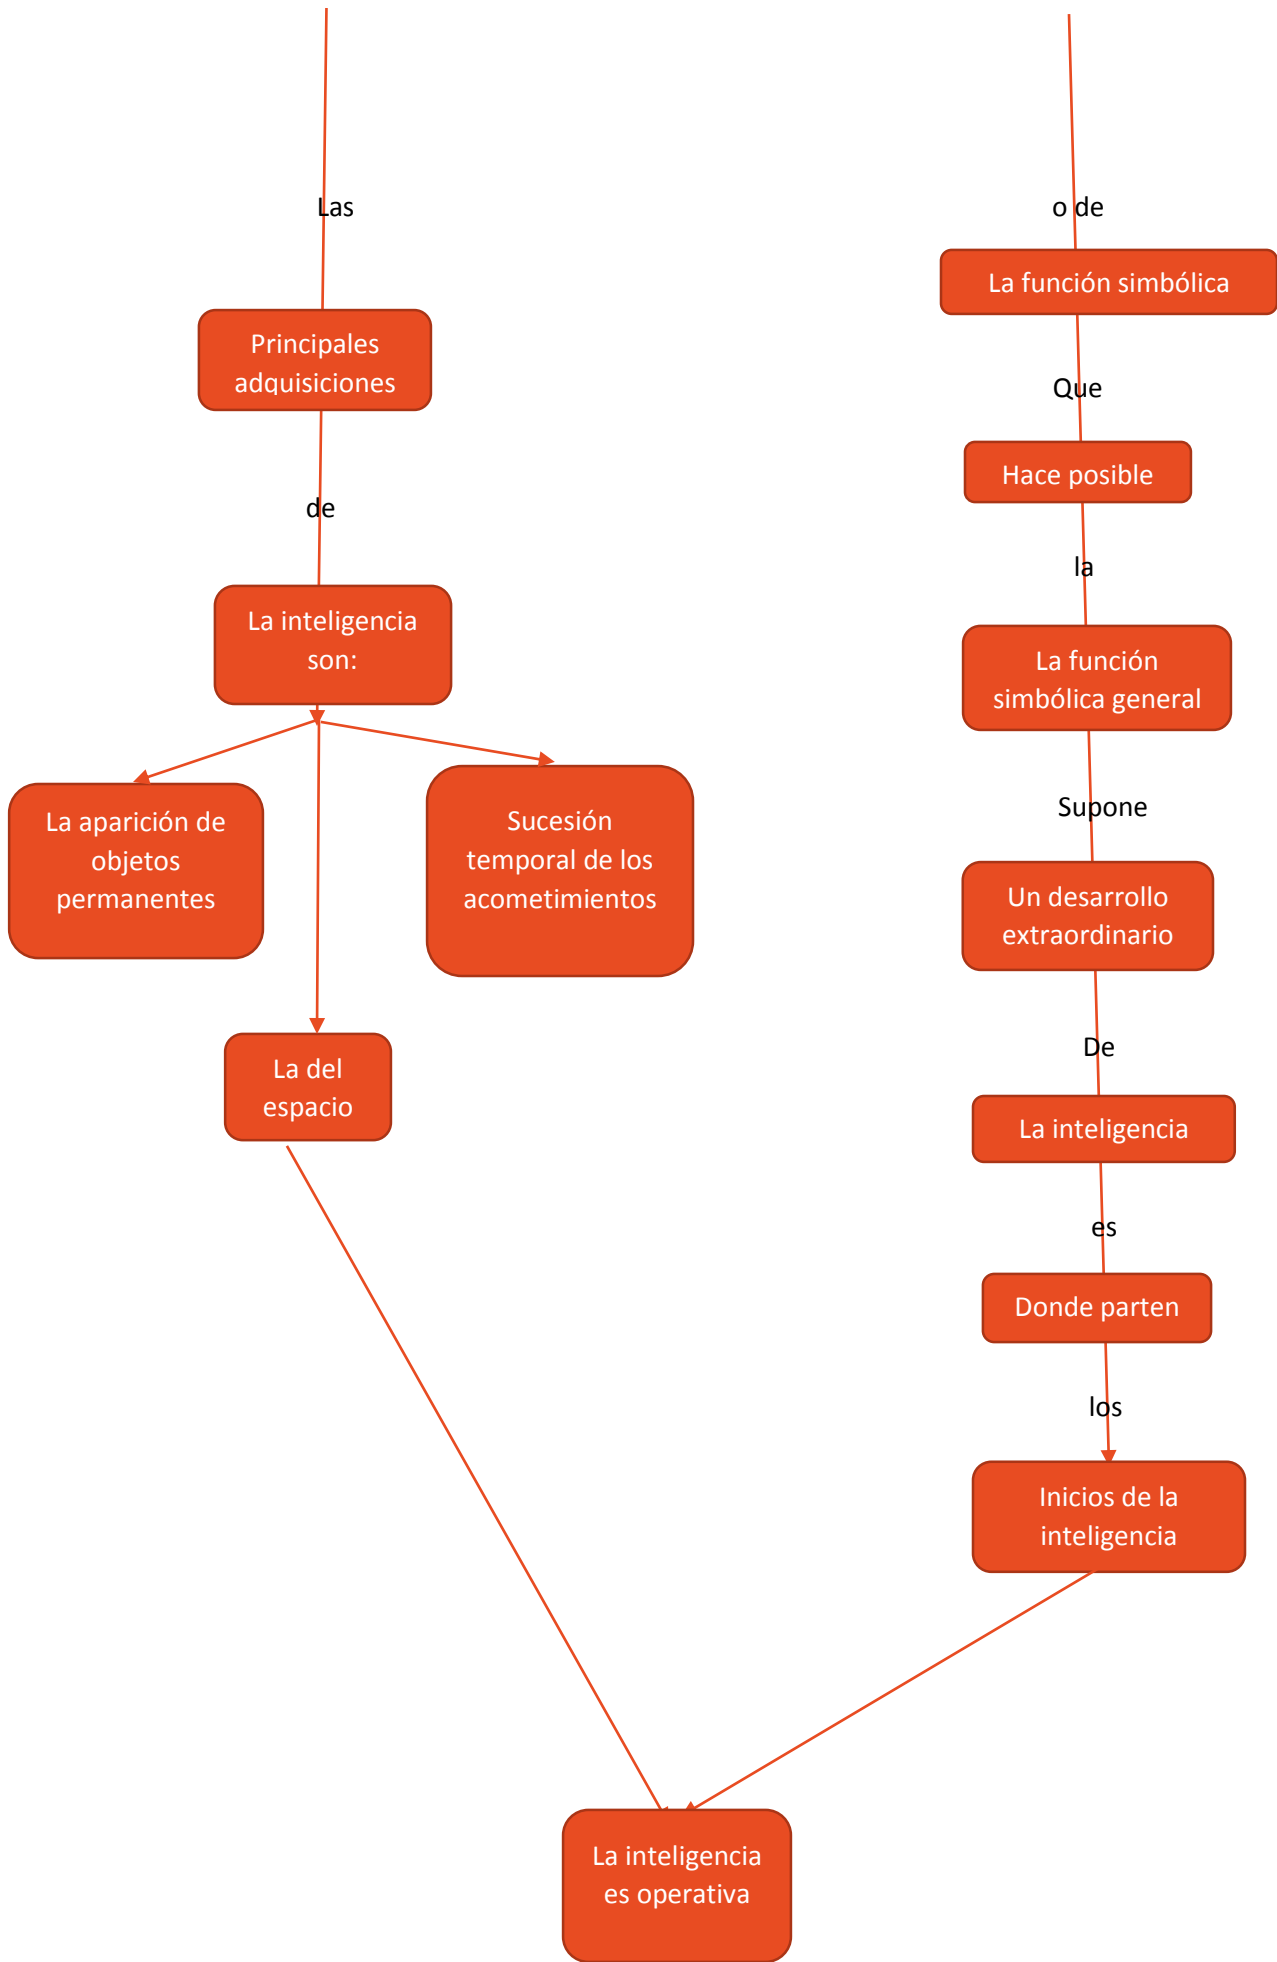 Las
Principales
adquisiciones
de
La inteligencia
son:
La aparición de
objetos
permanentes
Sucesión
temporal de los
acometimientos
La del
espacio
o de
La función simbólica
Que
Hace posible
la
La función
simbólica general
Supone
Un desarrollo
extraordinario
De
La inteligencia
es
Donde parten
los
Inicios de la
inteligencia
La inteligencia
es operativa